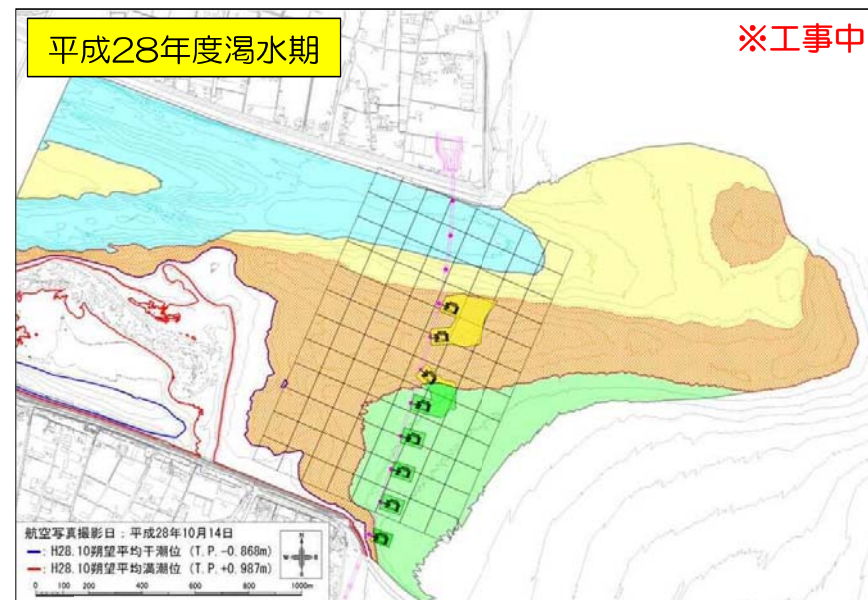 平成28年度渇水期
※工事中
航空写真撮影日：平成28年10月14日
：H28.10朔望平均干潮位（T.P.-0.868m）
：H28.10朔望平均満潮位（T.P.+0.987m）
N
W
E
S
0 100 200 400 600 800 1000m